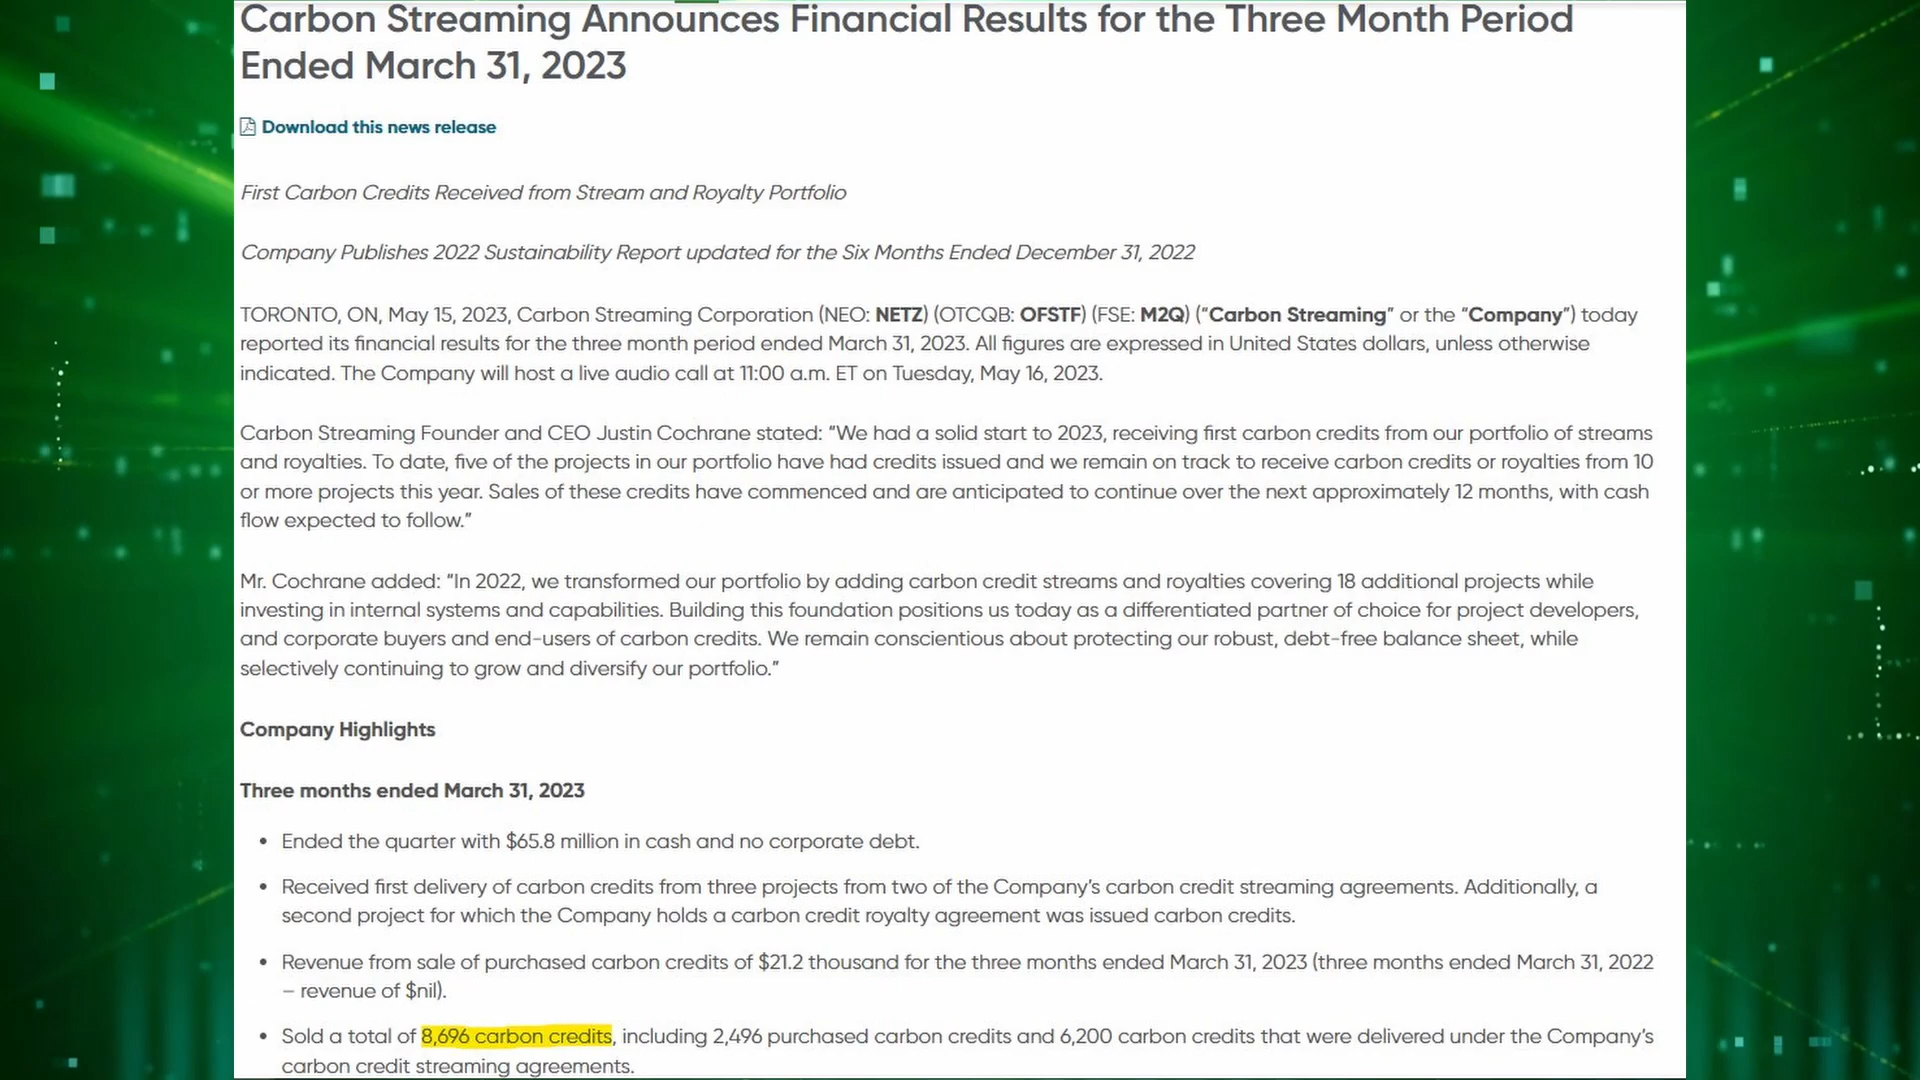 Carbon Streaming Announces Financial Results for the Three Month Period
Ended March 31, 2023
Download this news release
First Carbon Credits Received from Stream and Royalty Portfolio
Company Publishes 2022 Sustainability Report updated for the Six Months Ended December 31, 2022
TORONTO, ON, May 15, 2023, Carbon Streaming Corporation (NEO: NETZ) (OTCQB: OFSTF) (FSE: M2Q) (“Carbon Streaming” or the “Company”) today
reported its financial results for the three month period ended March 31, 2023. All figures are expressed in United States dollars, unless otherwise
indicated. The Company will host a live audio call at 11:00 a.m. ET on Tuesday, May 16, 2023.
Carbon Streaming Founder and CEO Justin Cochrane stated: “We had a solid start to 2023, receiving first carbon credits from our portfolio of streams
and royalties. To date, five of the projects in our portfolio have had credits issued and we remain on track to receive carbon credits or royalties from 10
or more projects this year. Sales of these credits have commenced and are anticipated to continue over the next approximately 12 months, with cash
flow expected to follow.”
Mr. Cochrane added: “In 2022, we transformed our portfolio by adding carbon credit streams and royalties covering 18 additional projects while
investing in internal systems and capabilities. Building this foundation positions us today as a differentiated partner of choice for project developers,
and corporate buyers and end-users of carbon credits. We remain conscientious about protecting our robust, debt-free balance sheet, while
selectively continuing to grow and diversify our portfolio.”
Company Highlights
Three months ended March 31, 2023
• Ended the quarter with $65.8 million in cash and no corporate debt.
• Received first delivery of carbon credits from three projects from two of the Company’s carbon credit streaming agreements. Additionally, a
second project for which the Company holds a carbon credit royalty agreement was issued carbon credits.
• Revenue from sale of purchased carbon credits of $21.2 thousand for the three months ended March 31, 2023 (three months ended March 31, 2022
– revenue of $nil).
• Sold a total of 8,696 carbon credits, including 2,496 purchased carbon credits and 6,200 carbon credits that were delivered under the Company’s
carbon credit streaming agreements.